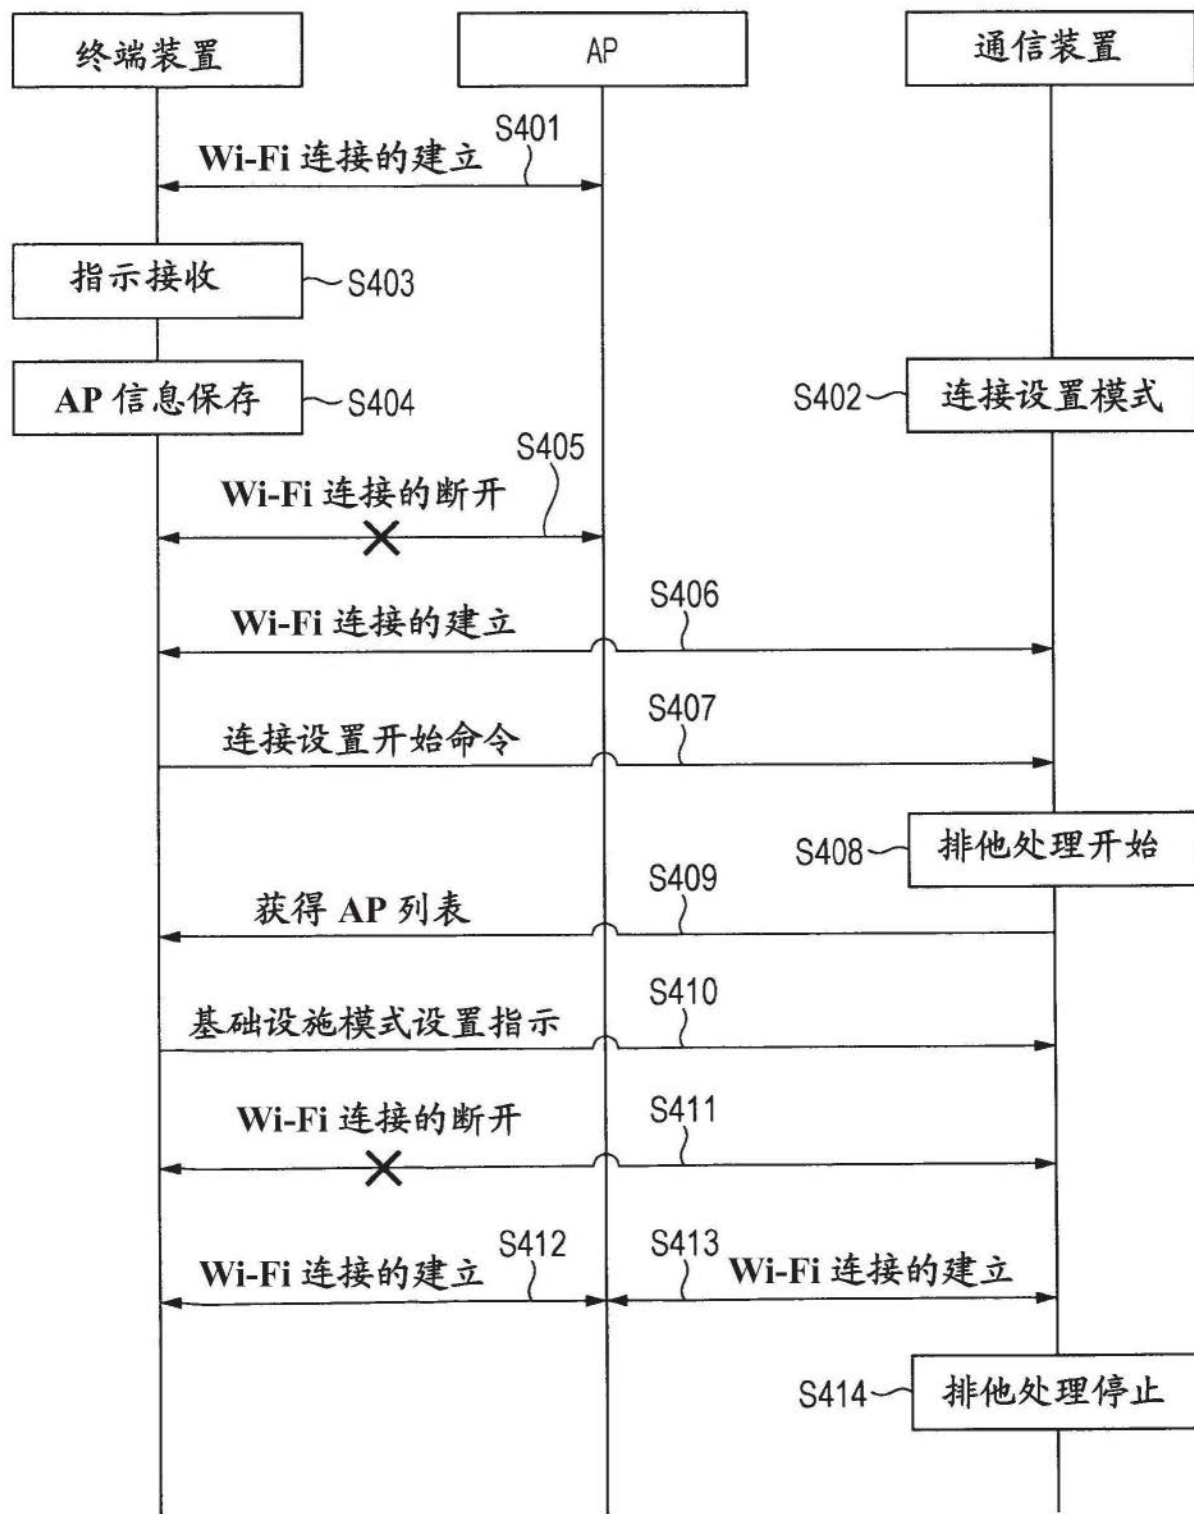 终端装置
AP
通信装置
S401
Wi-Fi 连接的建立
指示接收
S403
AP 信息保存
S404
S402
连接设置模式
S405
Wi-Fi 连接的断开
S406
Wi-Fi 连接的建立
S407
连接设置开始命令
S408
排他处理开始
S409
获得 AP 列表
S410
基础设施模式设置指示
S411
Wi-Fi 连接的断开
S412
Wi-Fi 连接的建立
S413
Wi-Fi 连接的建立
S414
排他处理停止